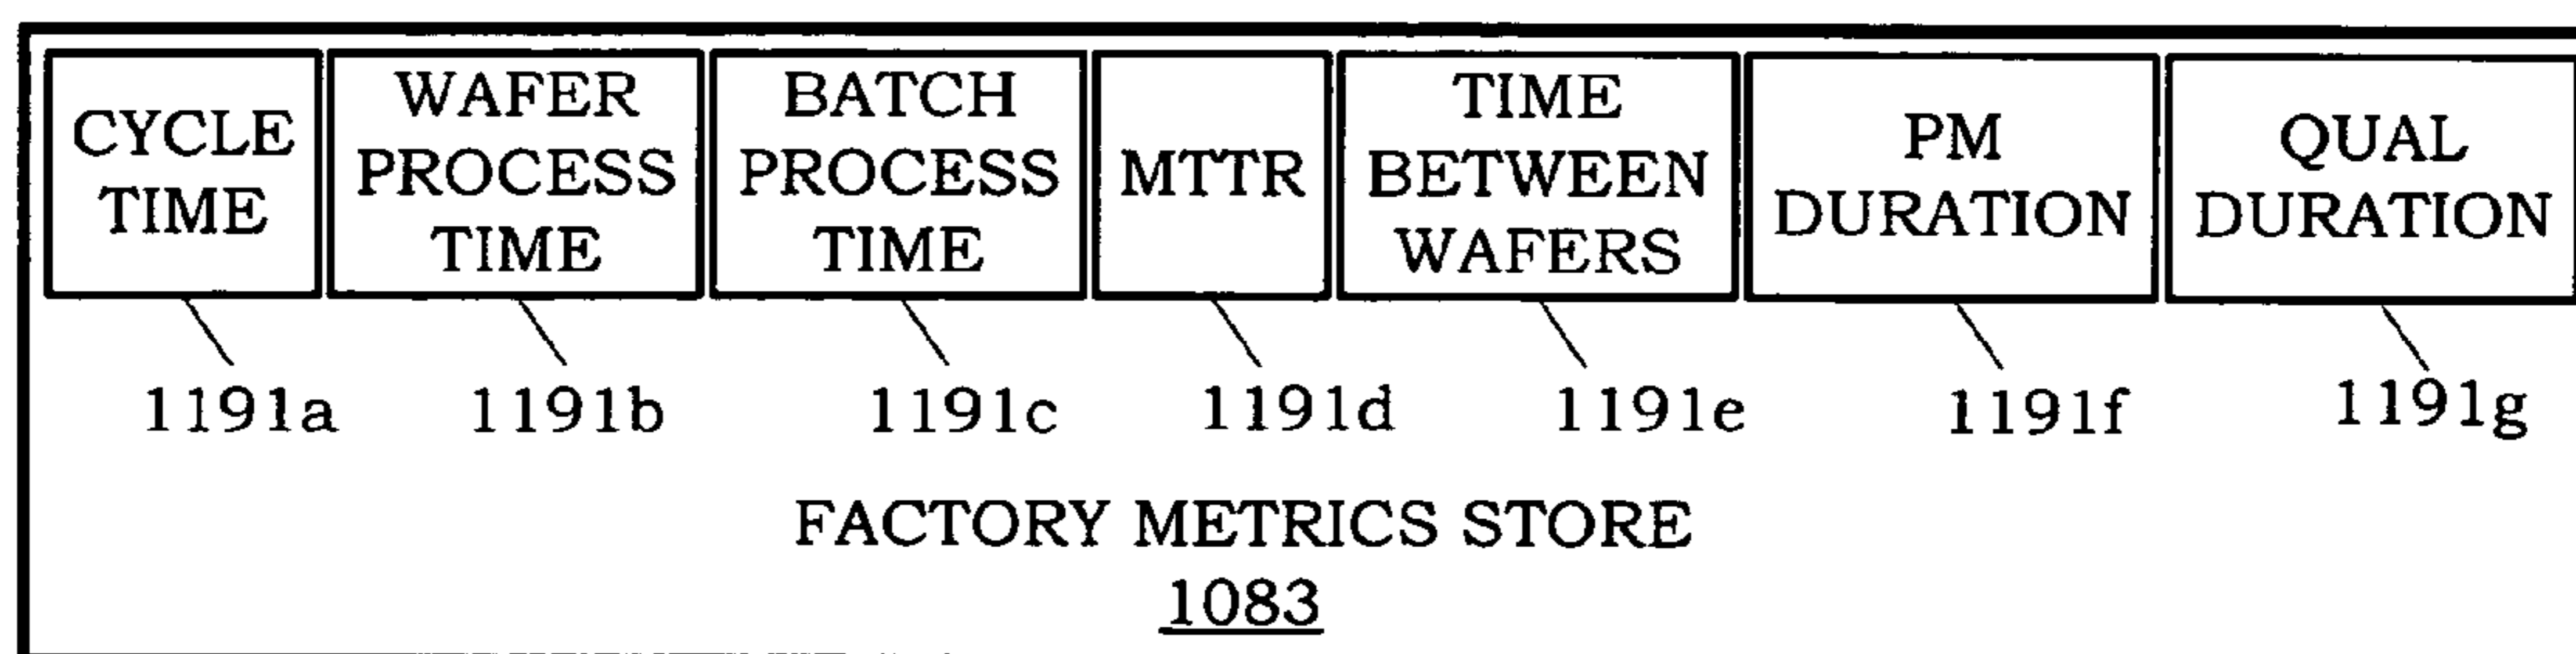 CYCLE
TIME
WAFER
PROCESS
TIME
BATCH
PROCESS
TIME
MTTR
TIME
BETWEEN
WAFERS
PM
DURATION
QUAL
DURATION
1191a
1191b
1191c
1191d
1191e
1191f
1191g
FACTORY METRICS STORE
1083